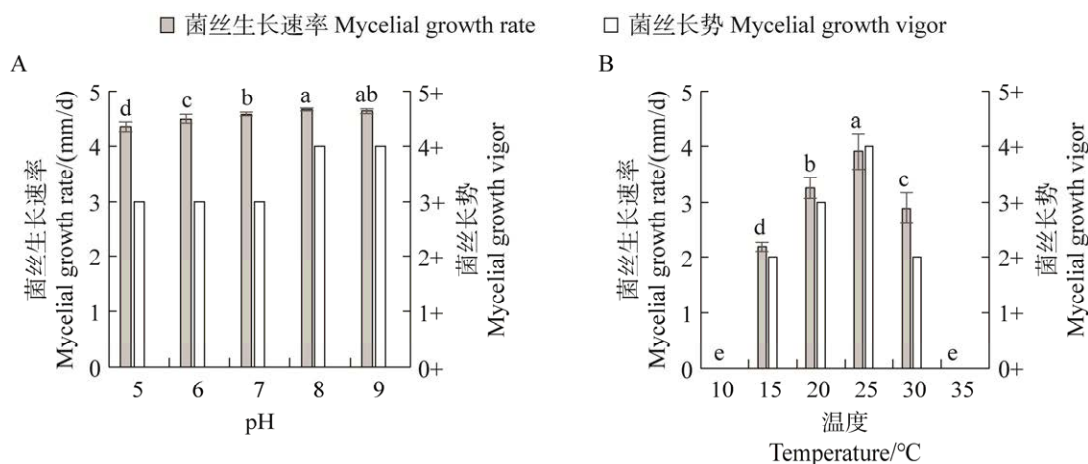 菌丝生长速率 Mycelial growth rate
菌丝长势 Mycelial growth vigor
A
菌丝生长速率
Mycelial growth rate/(mm/d)
5
4
3
2
1
0
d
c
b
a
ab
5+
4+
3+
2+
1+
0+
菌丝长势
Mycelial growth vigor
5
6
7
8
9
pH
B
菌丝生长速率
Mycelial growth rate/(mm/d)
5
4
3
2
1
0
e
d
b
a
c
e
5+
4+
3+
2+
1+
0+
菌丝长势
Mycelial growth vigor
10
15
20
25
30
35
温度
Temperature/°C